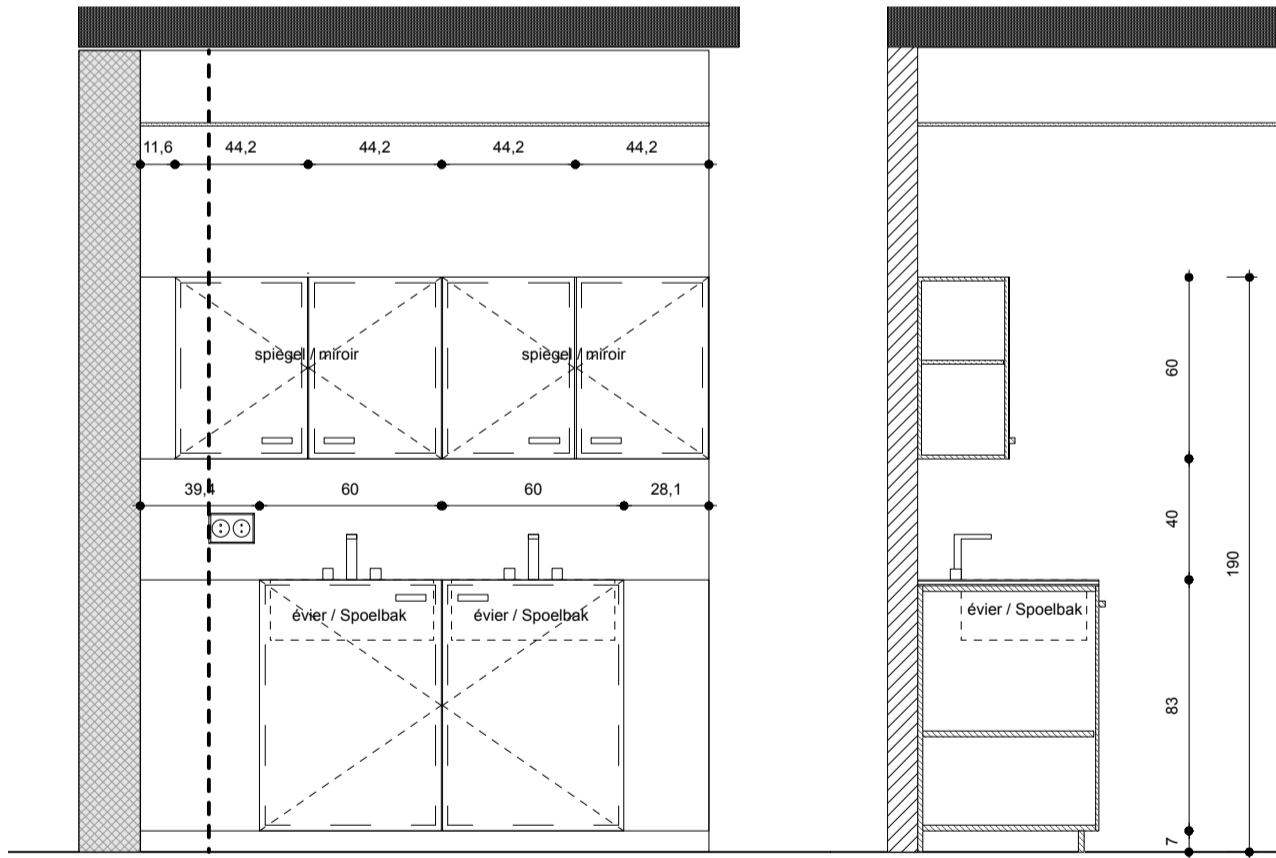 11,6 44,2 44,2 44,2 44,2
spiegel / miroir spiegel / miroir
60
39,4 60 60 28,1
40
190
évier / Spoelbak évier / Spoelbak évier / Spoelbak
83
7